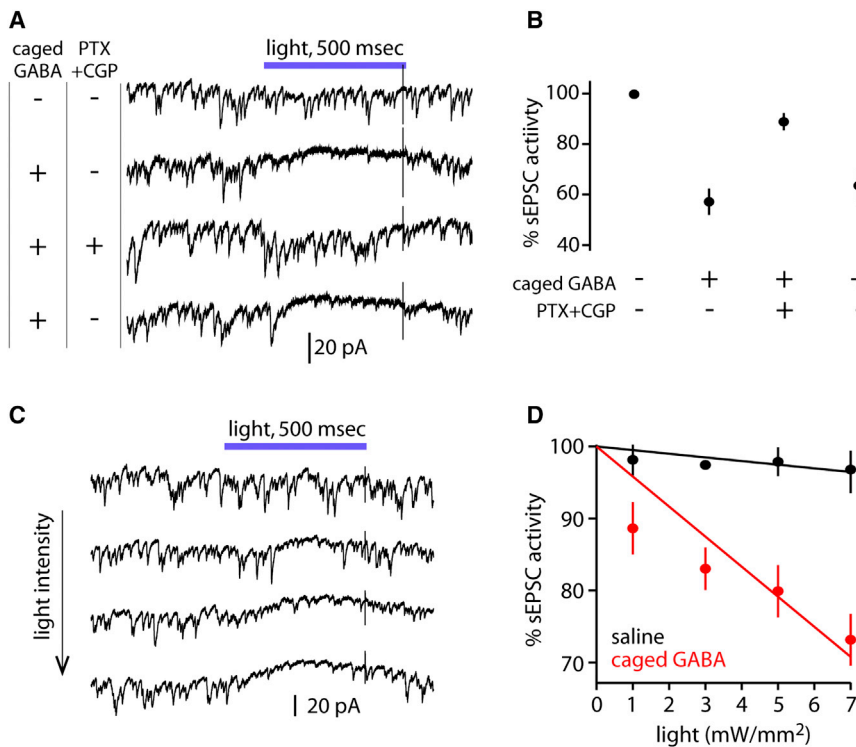 A
caged GABA
PTX +CGP
light, 500 msec
- -
+ -
+ +
+ -
20 pA
B
% sEPSC actiivty
100
80
60
40
caged GABA - + + -
PTX+CGP - - + -
C
light, 500 msec
light intensity
20 pA
D
% sEPSC activity
100
90
80
70
saline
caged GABA
0 1 2 3 4 5 6 7
light (mW/mm²)